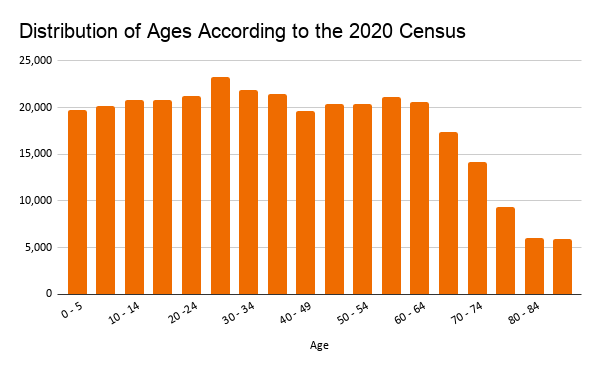 Distribution of Ages According to the 2020 Census
25,000
20,000
15,000
10,000
5,000
0
0 - 5
10 - 14
20 -24
30 - 34
40 - 49
50 - 54
60 - 64
70 - 74
80 - 84
Age